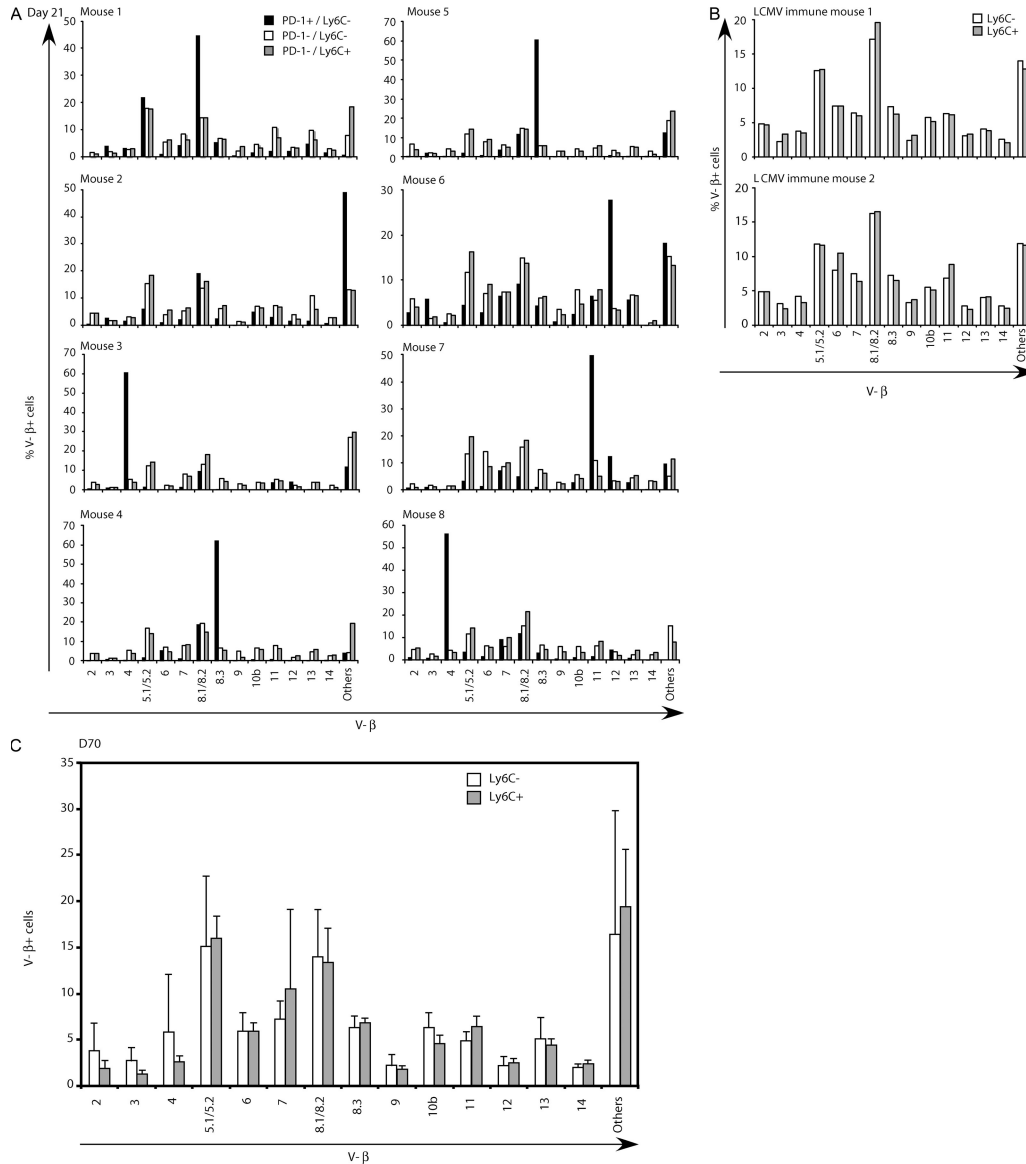 A
Day 21
Mouse 1
PD-1+ / Ly6C-
PD-1- / Ly6C-
PD-1- / Ly6C+
50
40
30
20
10
0
Mouse 2
50
40
30
20
10
0
Mouse 3
70
60
50
40
30
20
10
0
Mouse 4
70
60
50
40
30
20
10
0
Mouse 5
70
60
50
40
30
20
10
0
Mouse 6
30
20
10
0
Mouse 7
50
40
30
20
10
0
Mouse 8
70
60
50
40
30
20
10
0
% V- β+ cells
2 3 4 5.1/5.2 6 7 8.1/8.2 8.3 9 10b 11 12 13 14 Others
2 3 4 5.1/5.2 6 7 8.1/8.2 8.3 9 10b 11 12 13 14 Others
V- β
B
LCMV immune mouse 1
Ly6C-
Ly6C+
20
15
10
5
0
LCMV immune mouse 2
20
15
10
5
0
% V- β+ cells
2 3 4 5.1/5.2 6 7 8.1/8.2 8.3 9 10b 11 12 13 14 Others
V- β
C
D70
Ly6C-
Ly6C+
35
30
25
20
15
10
5
0
V- β+ cells
2 3 4 5.1/5.2 6 7 8.1/8.2 8.3 9 10b 11 12 13 14 Others
V- β